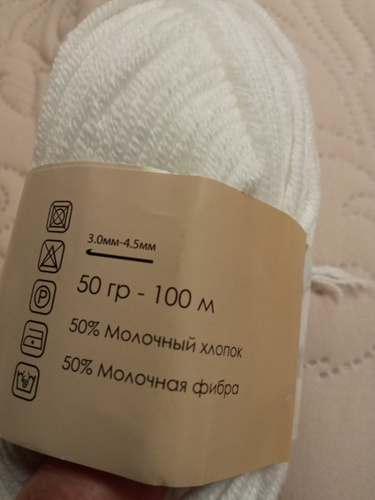 3.0мм-4.5мм
50 гр - 100 м
P
50% Молочный хлопок
50% Молочная фибра